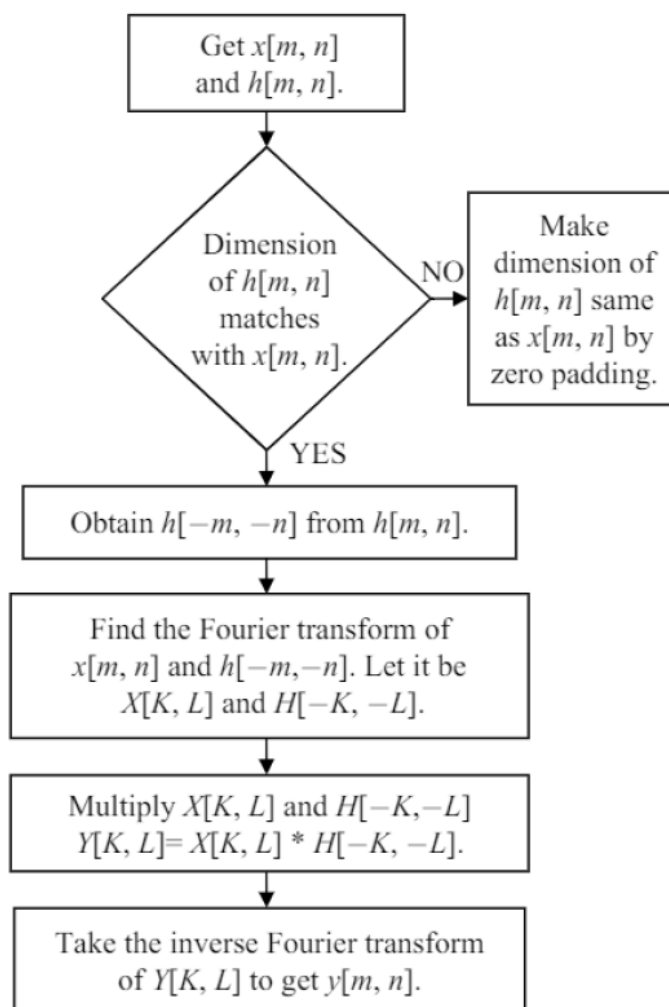 Get x[m, n]
and h[m, n].
Dimension
of h[m, n]
matches
with x[m, n].
NO
Make
dimension of
h[m, n] same
as x[m, n] by
zero padding.
YES
Obtain h[−m, −n] from h[m, n].
Find the Fourier transform of
x[m, n] and h[−m,−n]. Let it be
X[K, L] and H[−K, −L].
Multiply X[K, L] and H[−K,−L]
Y[K, L]= X[K, L] * H[−K, −L].
Take the inverse Fourier transform
of Y[K, L] to get y[m, n].